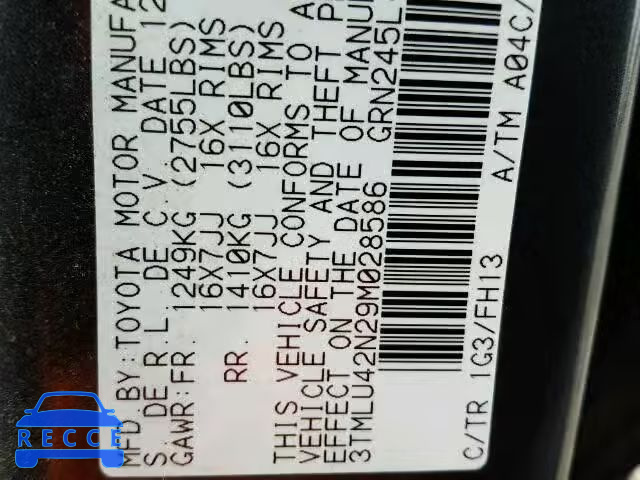 MFD. BY: TOYOTA MOTOR MANUFA
S. DE R.L. DE C.V. DATE 12
GAWR:FR. 1249KG (2755LBS)
16X7JJ 16X RIMS
RR. 1410KG (3110LBS)
16X7JJ 16X RIMS
THIS VEHICLE CONFORMS TO A
VEHICLE SAFETY AND THEFT P
EFFECT ON THE DATE OF MANU
3TMLU42N29M028586 GRN245L
C/TR 1G3/FH13 A/TM A04C/
RECCE